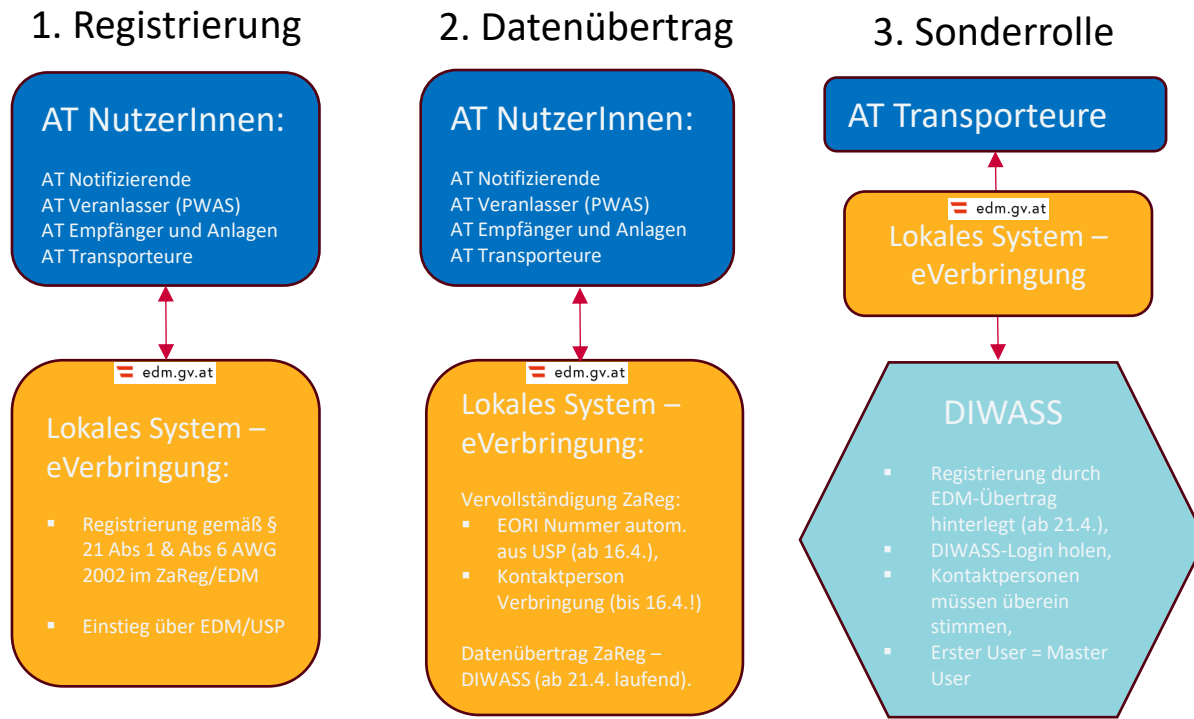 1. Registrierung
AT NutzerInnen:
AT Notifizierende
AT Veranlasser (PWAS)
AT Empfänger und Anlagen
AT Transporteure
edm.gv.at
Lokales System –
eVerbringung:
▪ Registrierung gemäß §
21 Abs 1 & Abs 6 AWG
2002 im ZaReg/EDM
▪ Einstieg über EDM/USP
2. Datenübertrag
AT NutzerInnen:
AT Notifizierende
AT Veranlasser (PWAS)
AT Empfänger und Anlagen
AT Transporteure
edm.gv.at
Lokales System –
eVerbringung:
Vervollständigung ZaReg:
▪ EORI Nummer autom.
aus USP (ab 16.4.),
▪ Kontaktperson
Verbringung (bis 16.4.!)
Datenübertrag ZaReg –
DIWASS (ab 21.4. laufend).
3. Sonderrolle
AT Transporteure
edm.gv.at
Lokales System –
eVerbringung
DIWASS
▪ Registrierung durch
EDM-Übertrag
hinterlegt (ab 21.4.),
▪ DIWASS-Login holen,
▪ Kontaktpersonen
müssen überein
stimmen,
▪ Erster User = Master
User